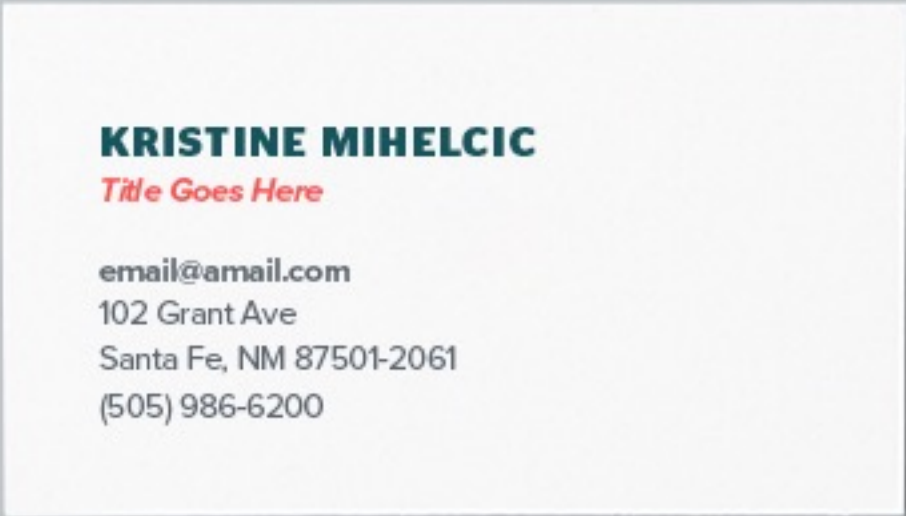 KRISTINE MIHELCIC
Title Goes Here
email@amail.com
102 Grant Ave
Santa Fe, NM 87501-2061
(505) 986-6200